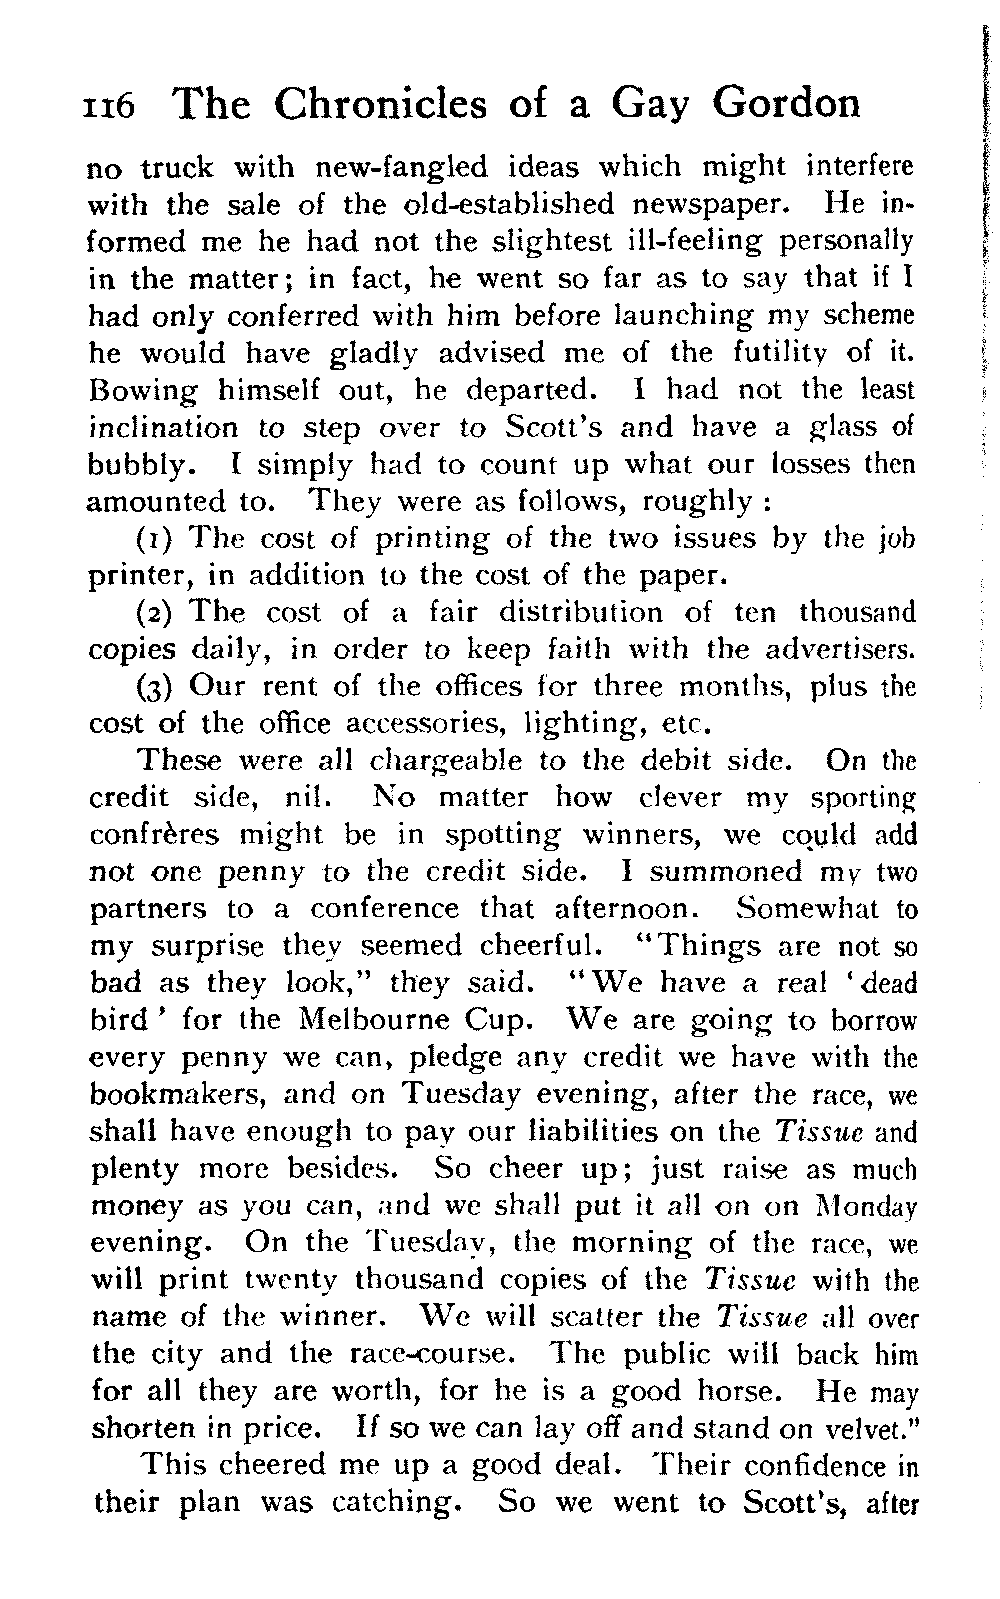 116 The Chronicles of a Gay Gordon
no truck with new-fangled ideas which might interfere
with the sale of the old-established newspaper. He in-
formed me he had not the slightest ill-feeling personally
in the matter; in fact, he went so far as to say that if I
had only conferred with him before launching my scheme
he would have gladly advised me of the futility of it.
Bowing himself out, he departed. I had not the least
inclination to step over to Scott's and have a glass of
bubbly. I simply had to count up what our losses then
amounted to. They were as follows, roughly :
(1) The cost of printing of the two issues by the job
printer, in addition to the cost of the paper.
(2) The cost of a fair distribution of ten thousand
copies daily, in order to keep faith with the advertisers.
(3) Our rent of the offices for three months, plus the
cost of the office accessories, lighting, etc.
These were all chargeable to the debit side. On the
credit side, nil. No matter how clever my sporting
confrères might be in spotting winners, we could add
not one penny to the credit side. I summoned my two
partners to a conference that afternoon. Somewhat to
my surprise they seemed cheerful. "Things are not so
bad as they look," they said. "We have a real 'dead
bird' for the Melbourne Cup. We are going to borrow
every penny we can, pledge any credit we have with the
bookmakers, and on Tuesday evening, after the race, we
shall have enough to pay our liabilities on the Tissue and
plenty more besides. So cheer up; just raise as much
money as you can, and we shall put it all on on Monday
evening. On the Tuesday, the morning of the race, we
will print twenty thousand copies of the Tissue with the
name of the winner. We will scatter the Tissue all over
the city and the race-course. The public will back him
for all they are worth, for he is a good horse. He may
shorten in price. If so we can lay off and stand on velvet."
This cheered me up a good deal. Their confidence in
their plan was catching. So we went to Scott's, after